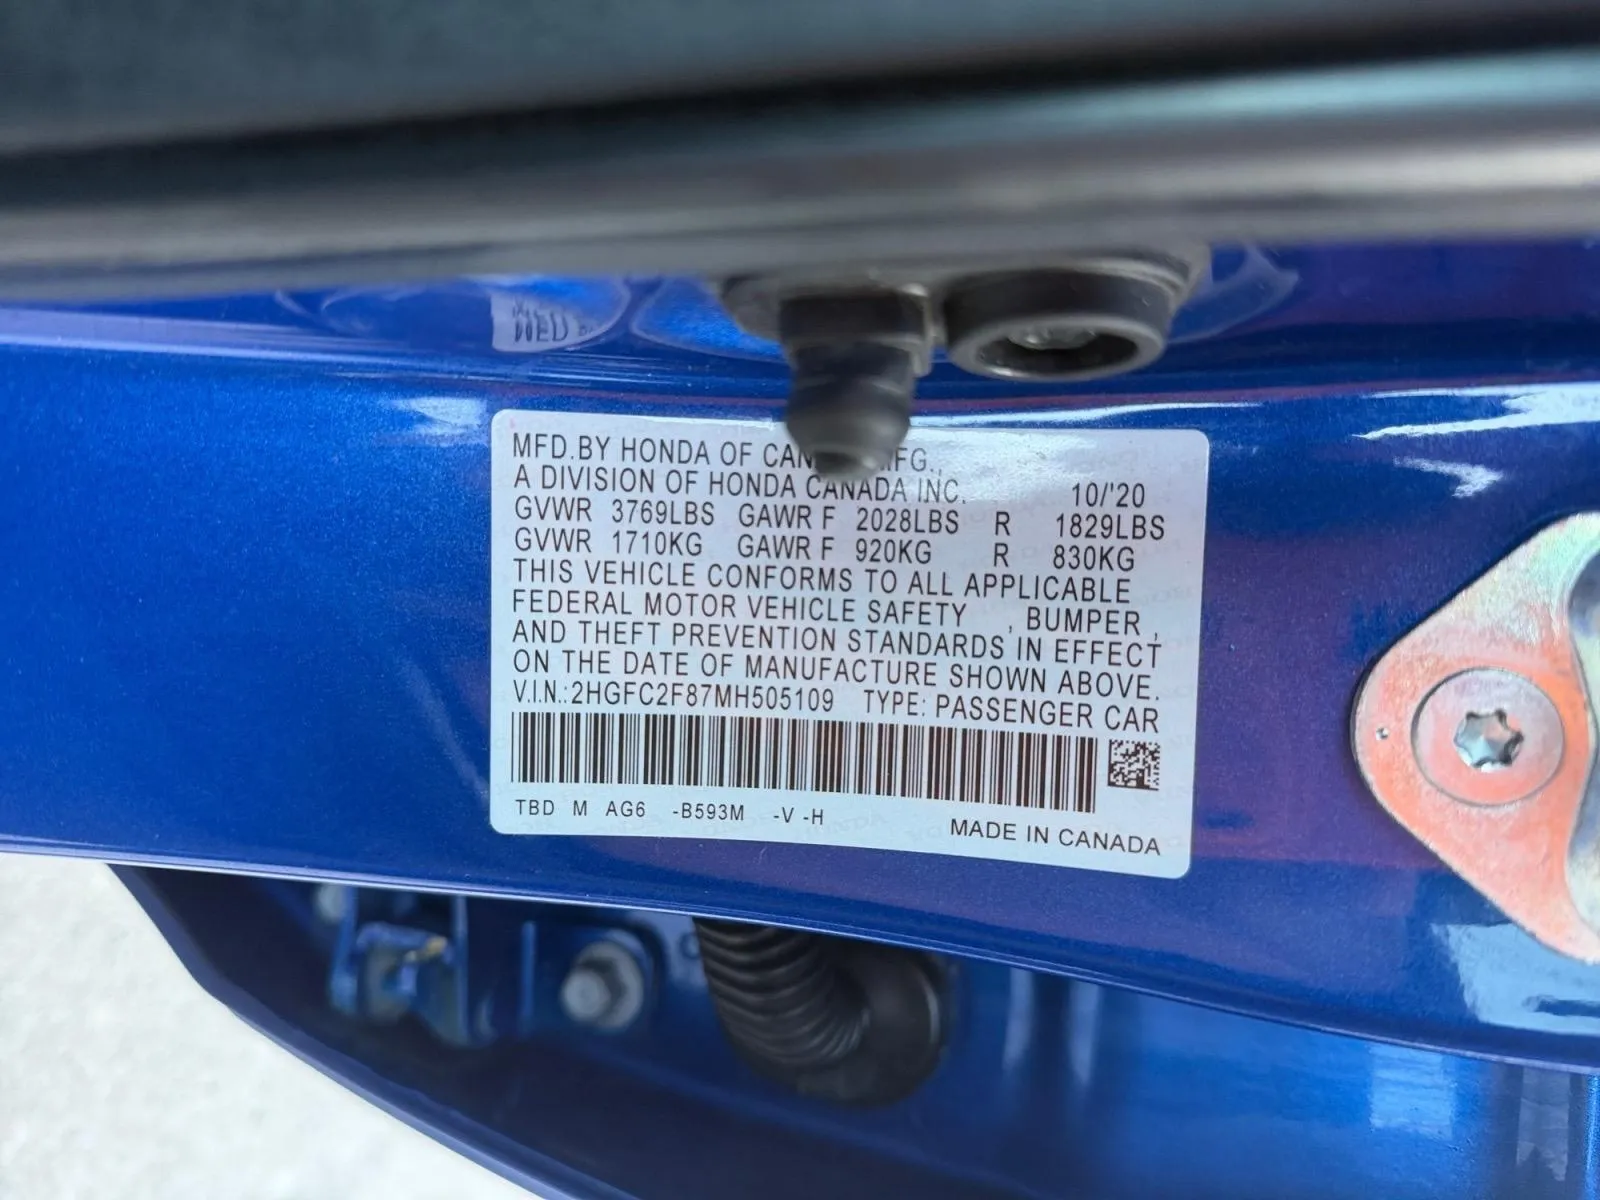 MFD.BY HONDA OF MFG.,
A DIVISION OF HONDA CANADA INC. 10/'20
GVWR 3769LBS GAWR F 2028LBS R 1829LBS
GVWR 1710KG GAWR F 920KG R 830KG
THIS VEHICLE CONFORMS TO ALL APPLICABLE
FEDERAL MOTOR VEHICLE SAFETY , BUMPER ,
AND THEFT PREVENTION STANDARDS IN EFFECT
ON THE DATE OF MANUFACTURE SHOWN ABOVE.
V.I.N.:2HGFC2F87MH505109 TYPE: PASSENGER CAR
TBD M AG6 -B593M -V -H
MADE IN CANADA